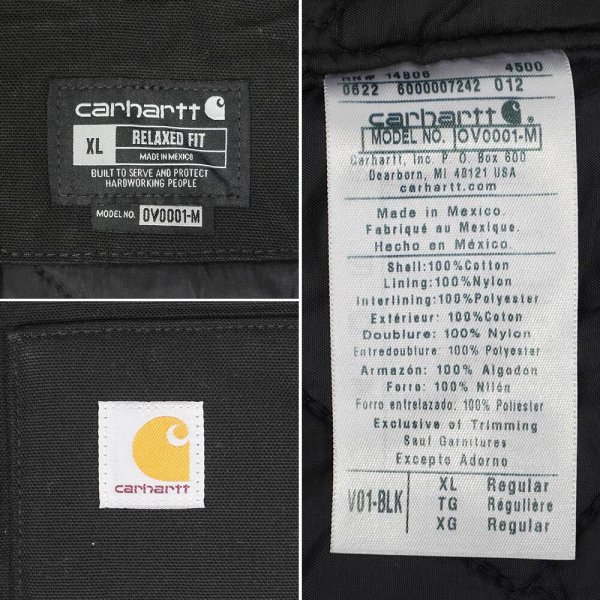 carhartt
XL RELAXED FIT
MADE IN MEXICO
BUILT TO SERVE AND PROTECT
HARDWORKING PEOPLE
MODEL NO. OV0001-M
carhartt
RN# 14806 4500
0622 6000007242 012
carhartt.
MODEL NO. OV0001-M
Carhartt, Inc. P. O. Box 600
Dearborn, MI 48121 USA
carhartt.com
Made in Mexico.
Fabriqué au Mexique.
Hecho en México.
Shell:100%Cotton
Lining:100%Nylon
Interlining:100%Polyester
Extérieur: 100%Coton
Doublure: 100% Nylon
Entredoublure: 100% Polyester
Armazón: 100% Algodón
Forro: 100% Nilón
Forro entrelazado: 100% Poliéster
Exclusive of Trimming
Sauf Garnitures
Excepto Adorno
V01-BLK
XL Regular
TG Regulière
XG Regular